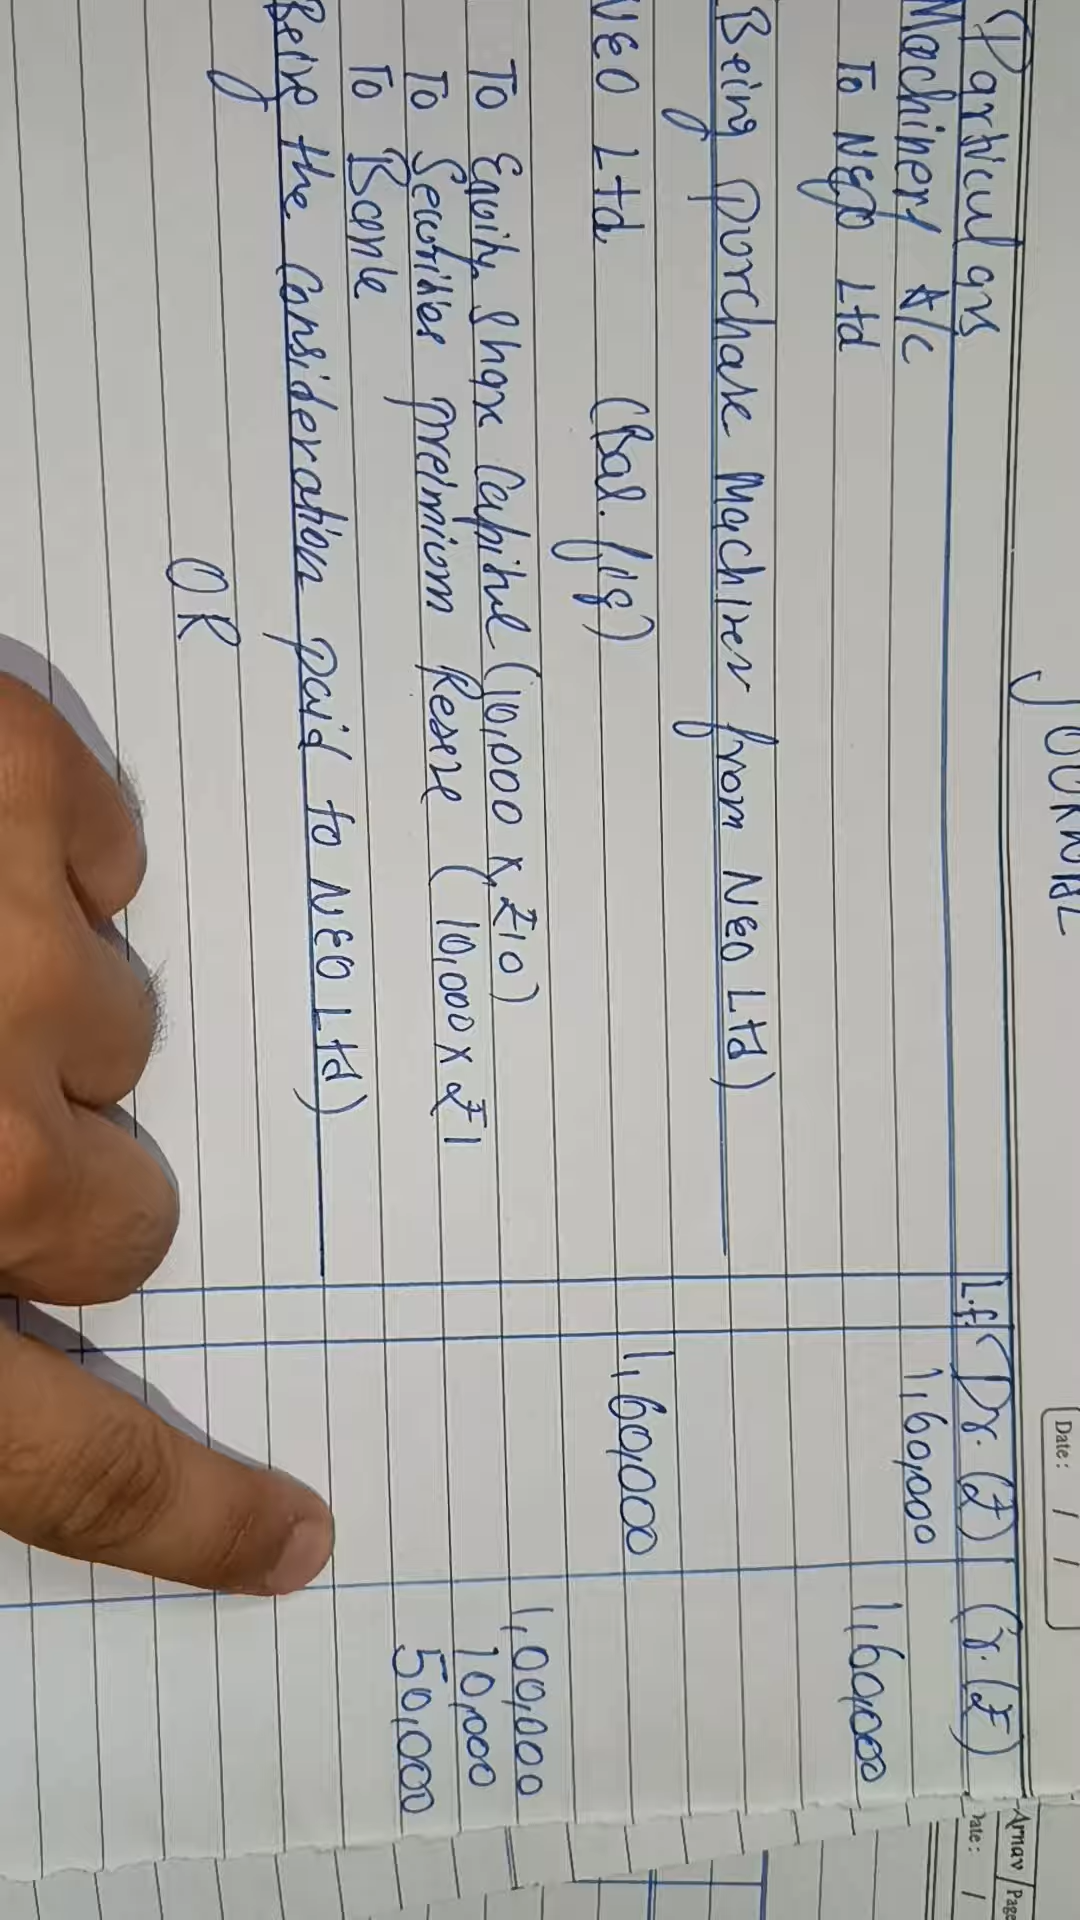 JOURNAL
Date: / /
Particulars L.f. Dr. (₹) Cr. (₹)
Machinery A/c 1,60,000
To NEO Ltd 1,60,000
Being purchase Machiner from NEO Ltd)
NEO Ltd (Bal. fig) 1,60,000
To Equity Share Capital (10,000 x ₹10) 1,00,000
To Securities preimium Resere (10,000 x ₹1 10,000
To Bank 50,000
Being the Consideration paid to NEO Ltd)
OR
Arnav Page
Date: /